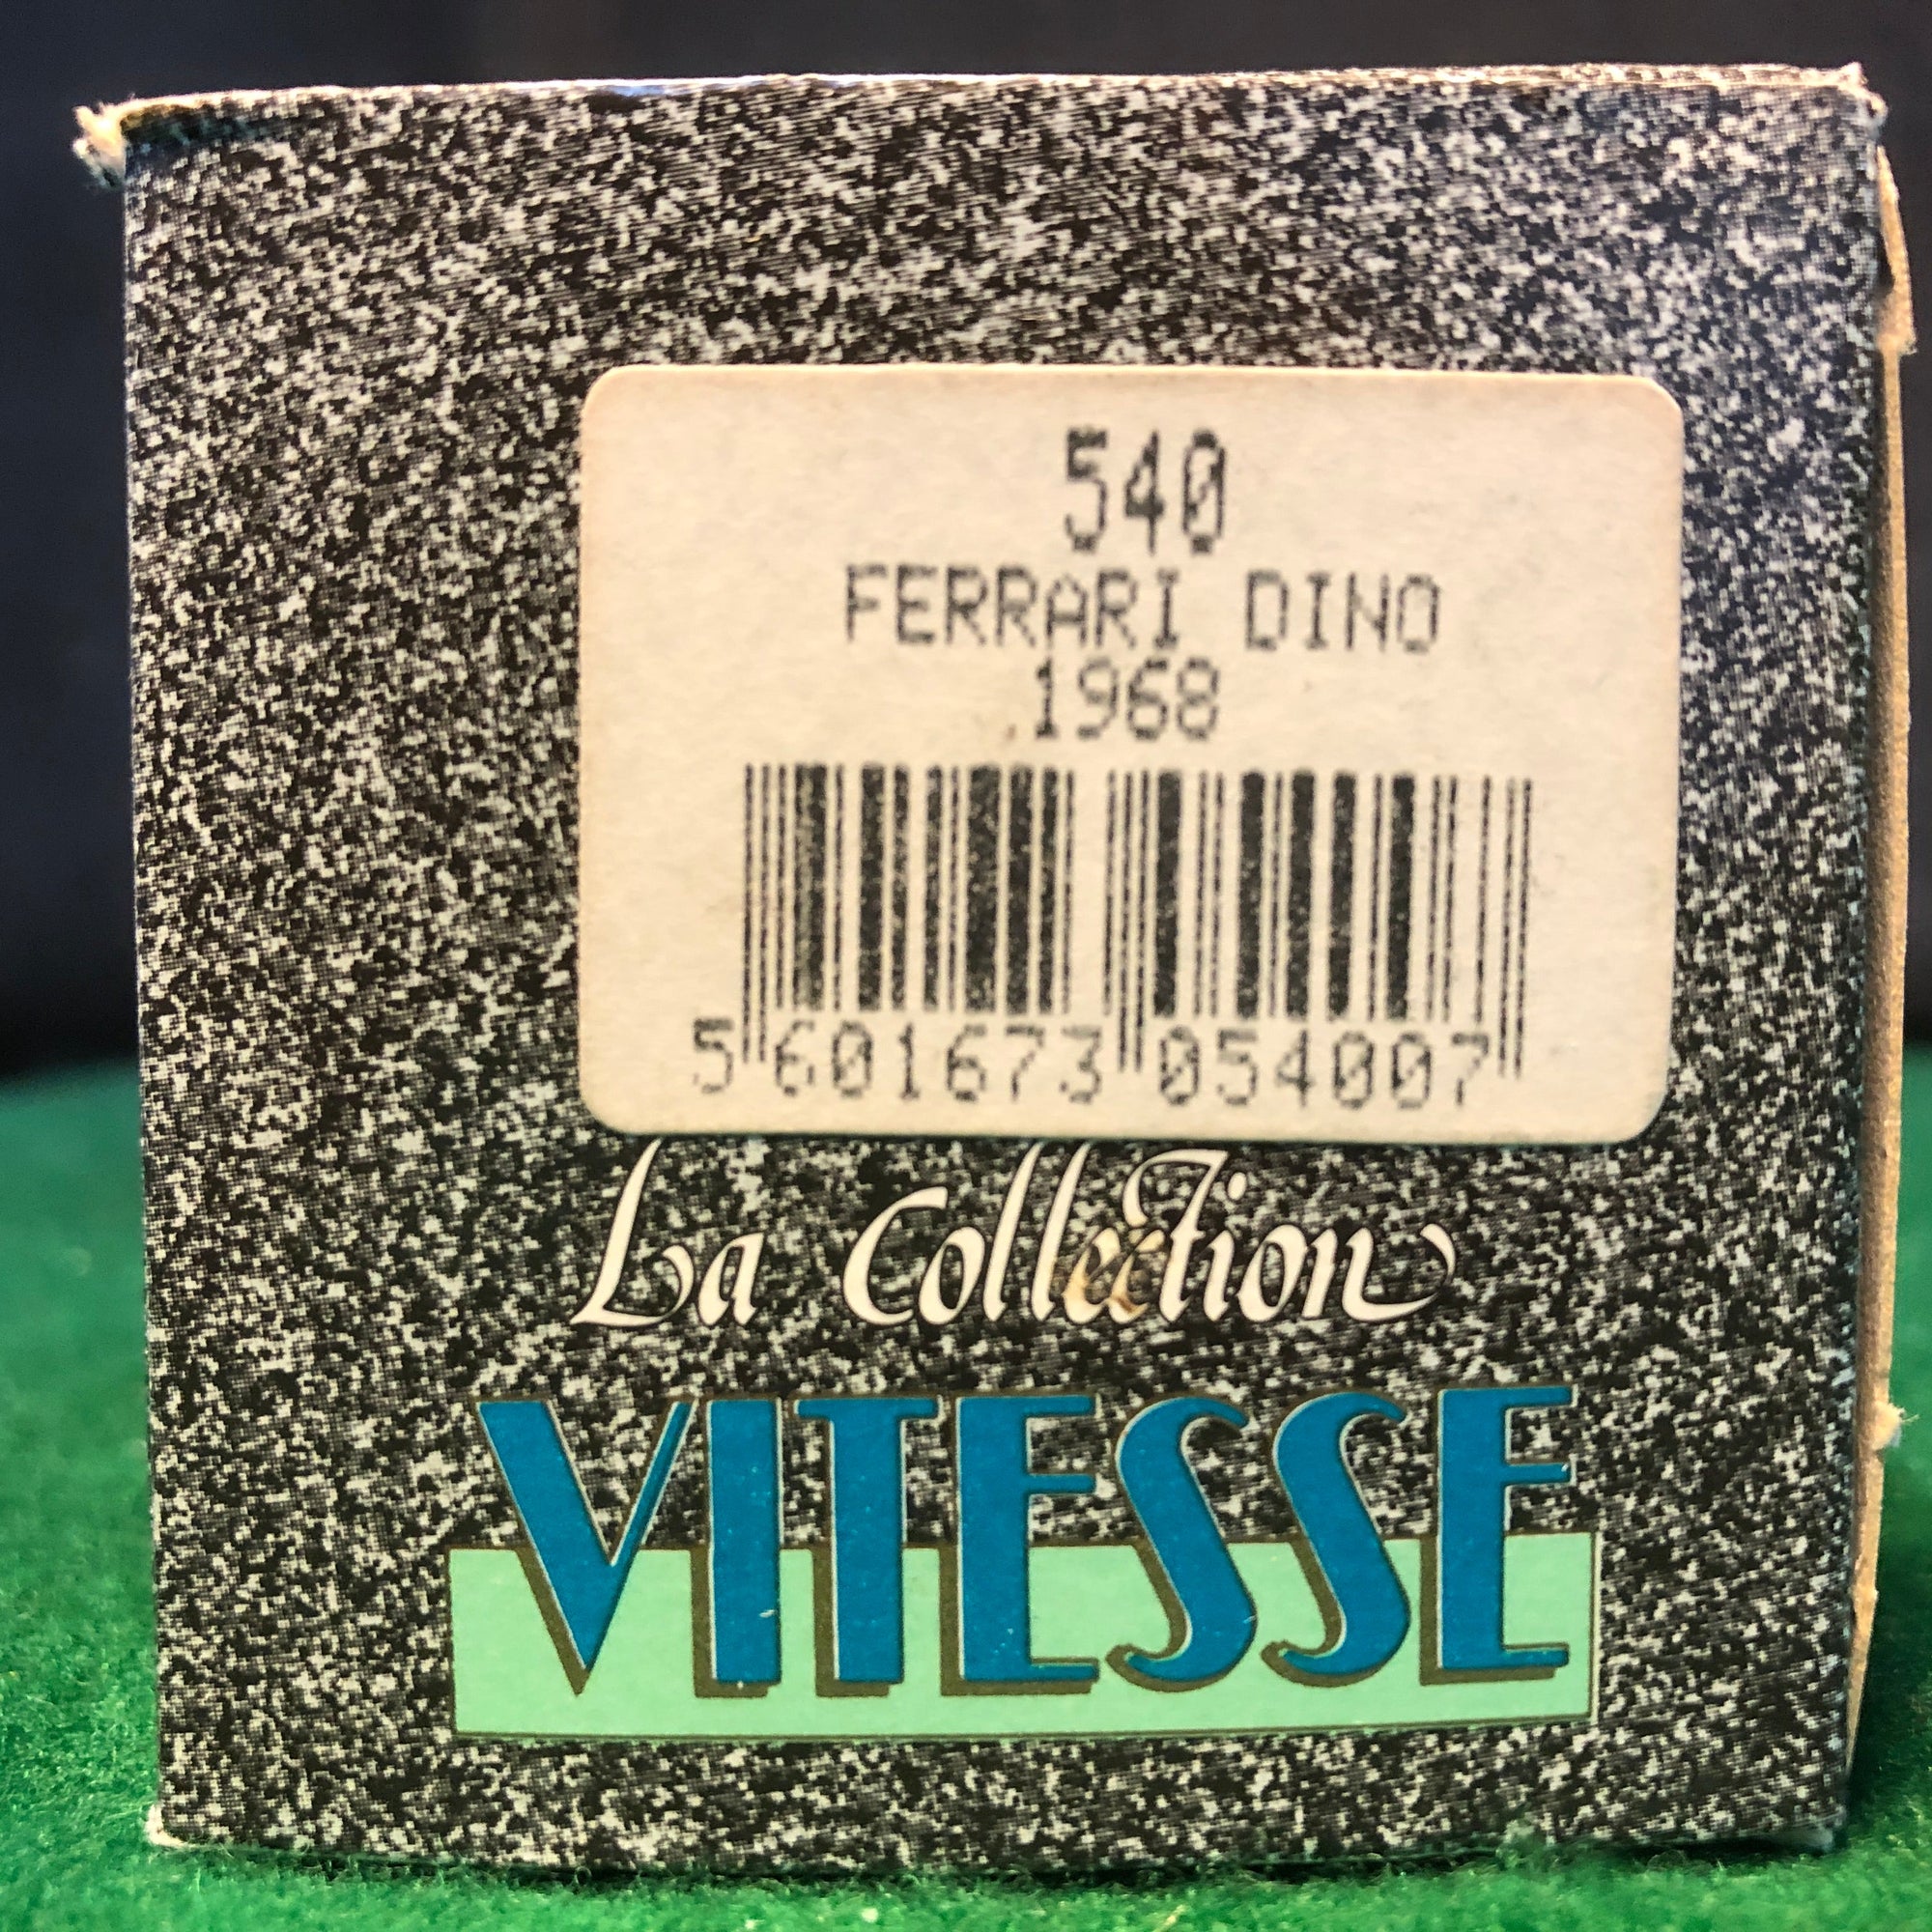 540
FERRARI DINO
1968
5 601673 054007
La Collection
VITESSE